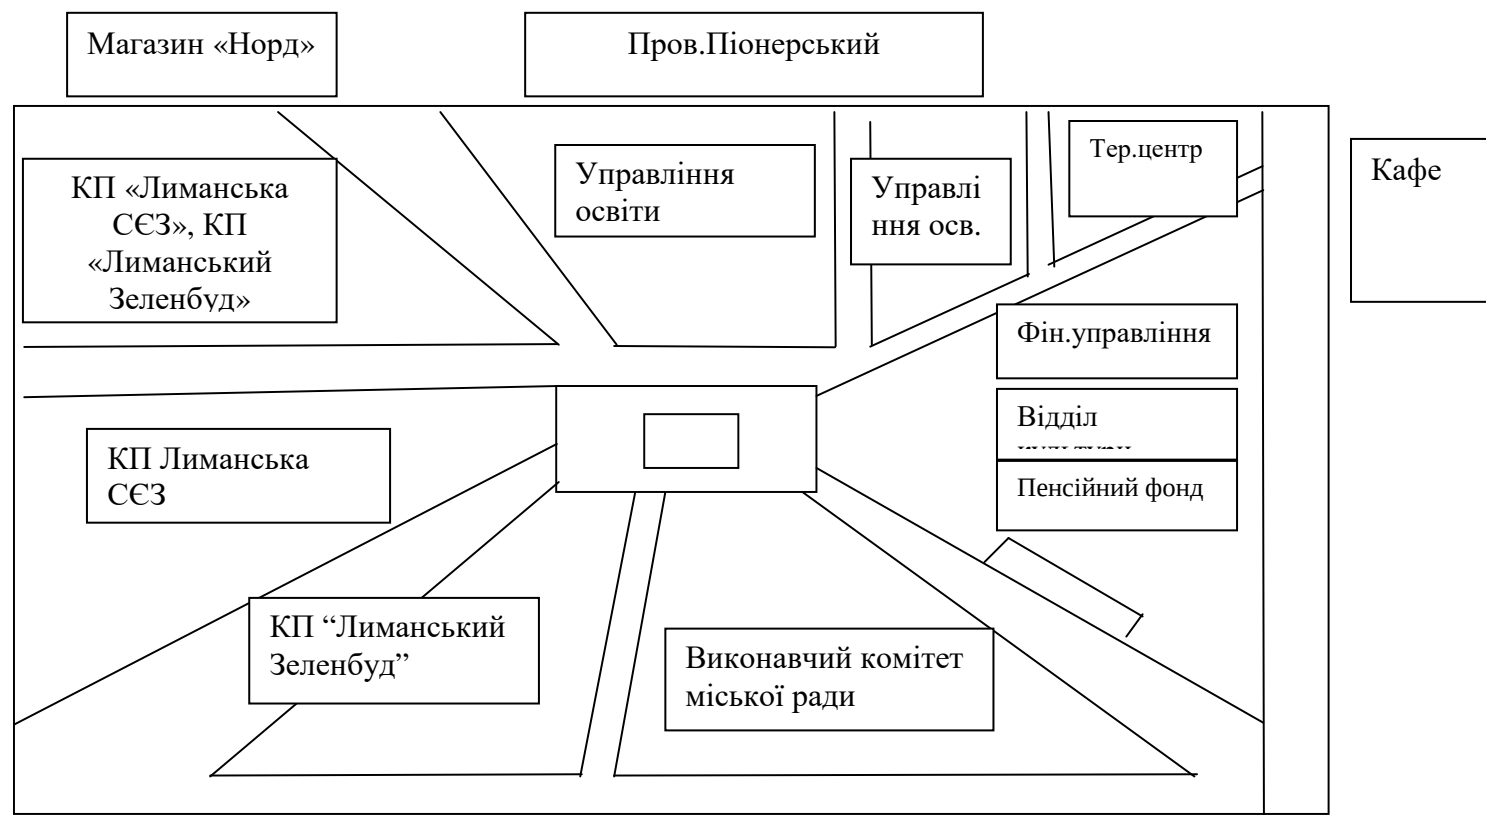 Магазин «Норд»
Пров.Піонерський
КП «Лиманська
СЄЗ», КП
«Лиманський
Зеленбуд»
Управління
освіти
Управлі
ння осв.
Тер.центр
Кафе
Фін.управління
Відділ
КП Лиманська
СЄЗ
Пенсійний фонд
КП “Лиманський
Зеленбуд”
Виконавчий комітет
міської ради